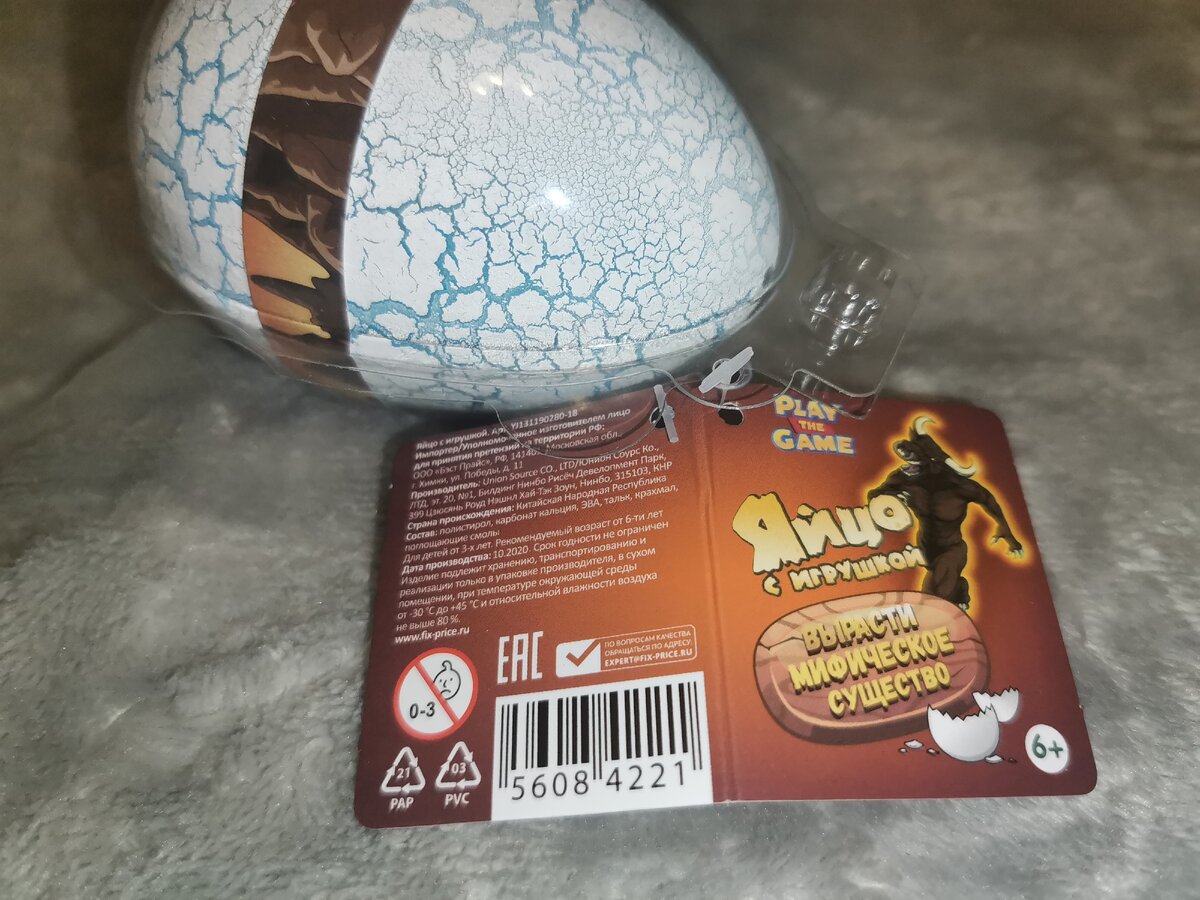 Яйцо с игрушкой. Арт. YJ131190280-18
Импортер/Уполномоченное изготовителем лицо
для принятия претензий на территории РФ:
ООО «Бэст Прайс», РФ, 14140 Московская обл.
г. Химки, ул. Победы, д. 11
Производитель: Union Source CO., LTD/Юнион Соурс Ко.,
ЛТД, эт. 20, №1, Билдинг Нинбо Рисёч Девелопмент Парк,
399 Цзюсянь Роуд Нэшнл Хай-Тэк Зоун, Нинбо, 315103, КНР
Страна происхождения: Китайская Народная Республика
Состав: полистирол, карбонат кальция, ЭВА, тальк, крахмал,
поглощающие смолы
Для детей от 3-х лет. Рекомендуемый возраст от 6-ти лет
Дата производства: 10.2020. Срок годности не ограничен
Изделие подлежит хранению, транспортированию и
реализации только в упаковке производителя, в сухом
помещении, при температуре окружающей среды
от -30 °C до +45 °C и относительной влажности воздуха
не выше 80 %.
www.fix-price.ru
0-3
EAC
ПО ВОПРОСАМ КАЧЕСТВА
ОБРАЩАТЬСЯ ПО АДРЕСУ:
EXPERT@FIX-PRICE.RU
21
PAP
03
PVC
5608 4221
PLAY
THE
GAME
Яйцо
с игрушкой
ВЫРАСТИ
МИФИЧЕСКОЕ
СУЩЕСТВО
6+